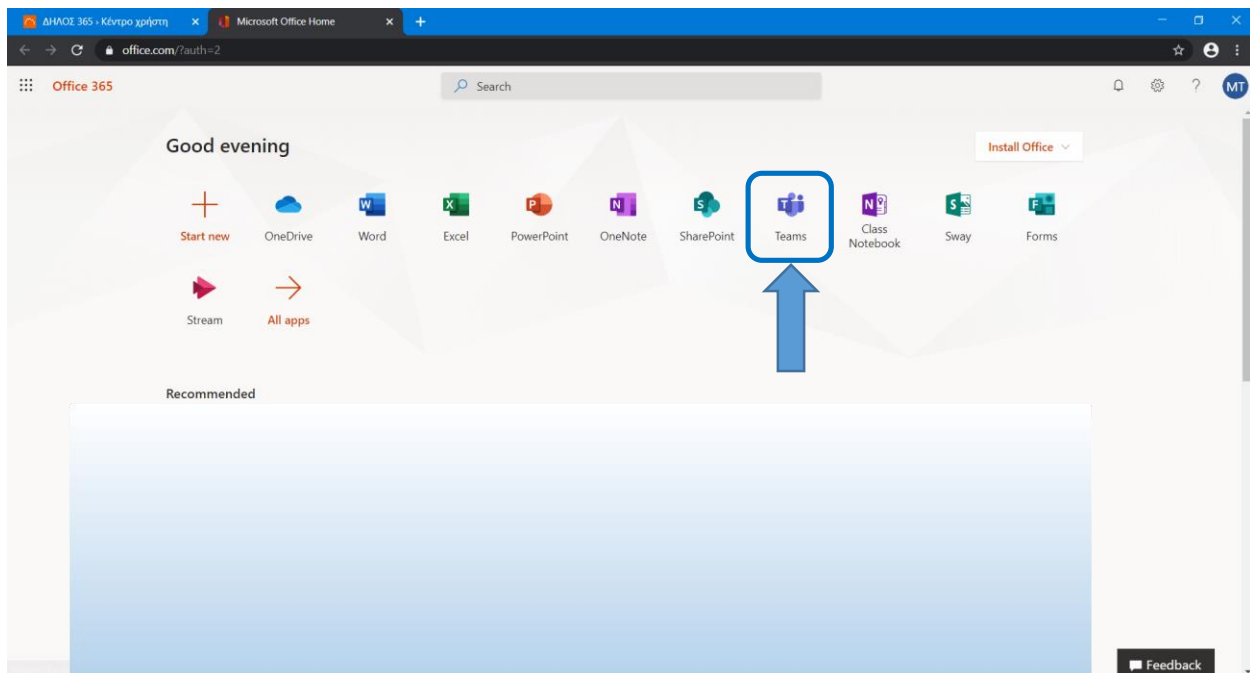 ΔΗΛΟΣ 365 - Κέντρο χρήστη
Microsoft Office Home
office.com/?auth=2
Office 365
Search
MT
Good evening
Install Office
Start new
OneDrive
Word
Excel
PowerPoint
OneNote
SharePoint
Teams
Class
Notebook
Sway
Forms
Stream
All apps
Recommended
Feedback